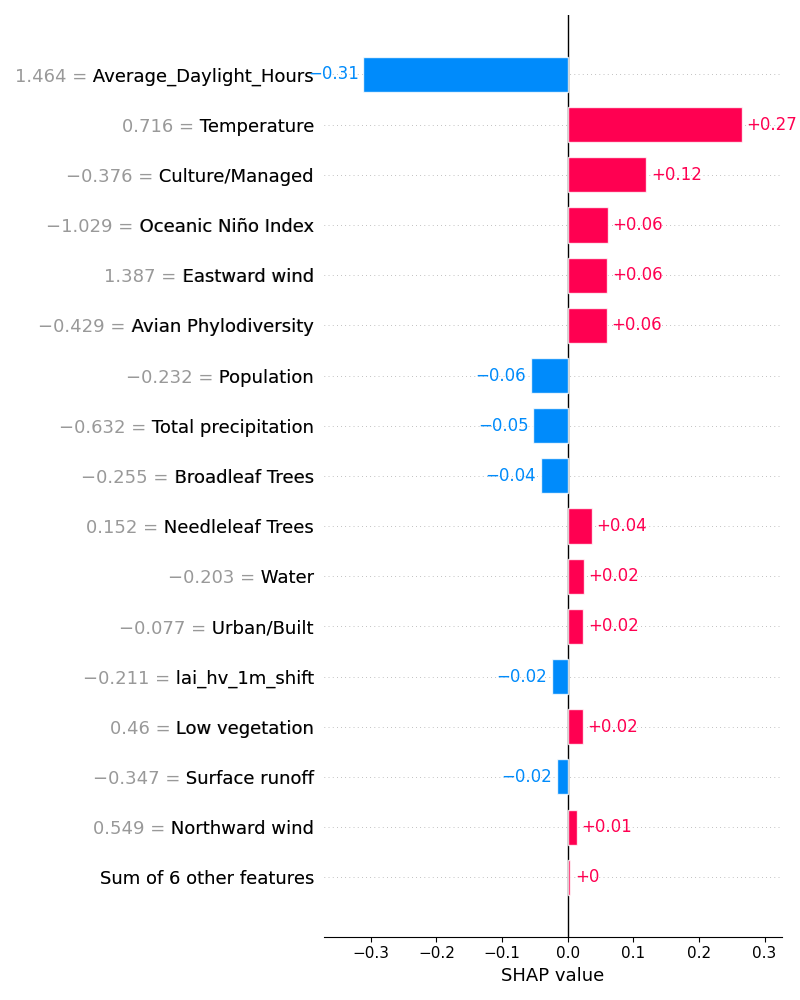 1.464 = Average_Daylight_Hours −0.31
0.716 = Temperature +0.27
−0.376 = Culture/Managed +0.12
−1.029 = Oceanic Niño Index +0.06
1.387 = Eastward wind +0.06
−0.429 = Avian Phylodiversity +0.06
−0.232 = Population −0.06
−0.632 = Total precipitation −0.05
−0.255 = Broadleaf Trees −0.04
0.152 = Needleleaf Trees +0.04
−0.203 = Water +0.02
−0.077 = Urban/Built +0.02
−0.211 = lai_hv_1m_shift −0.02
0.46 = Low vegetation +0.02
−0.347 = Surface runoff −0.02
0.549 = Northward wind +0.01
Sum of 6 other features +0
−0.3 −0.2 −0.1 0.0 0.1 0.2 0.3
SHAP value